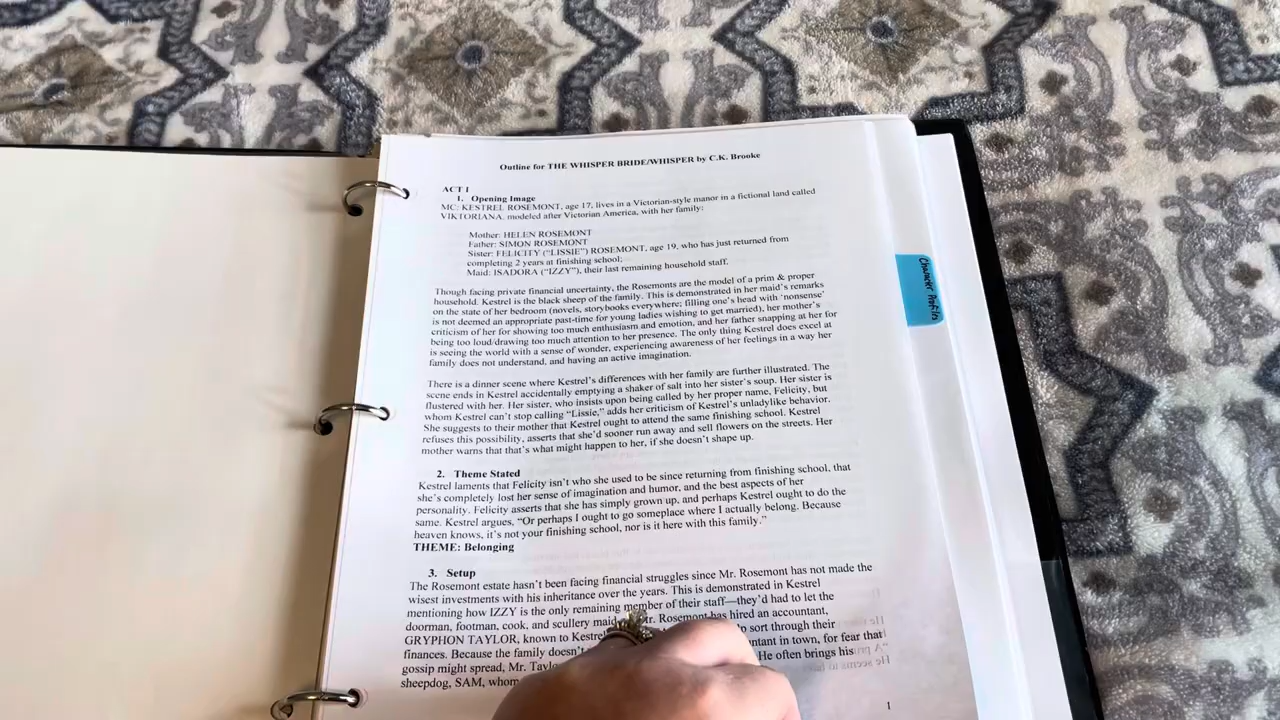 Outline for THE WHISPER BRIDE/WHISPER by C.K. Brooke
ACT I
1. Opening Image
MC: KESTREL ROSEMONT, age 17, lives in a Victorian-style manor in a fictional land called
VIKTORIANA, modeled after Victorian America, with her family:
Mother: HELEN ROSEMONT
Father: SIMON ROSEMONT
Sister: FELICITY ("LISSIE") ROSEMONT, age 19, who has just returned from
completing 2 years at finishing school;
Maid: ISADORA ("IZZY"), their last remaining household staff.
Though facing private financial uncertainty, the Rosemonts are the model of a prim & proper
household. Kestrel is the black sheep of the family. This is demonstrated in her maid's remarks
on the state of her bedroom (novels, storybooks everywhere; filling one's head with 'nonsense'
is not deemed an appropriate past-time for young ladies wishing to get married), her mother's
criticism of her for showing too much enthusiasm and emotion, and her father snapping at her for
being too loud/drawing too much attention to her presence. The only thing Kestrel does excel at
is seeing the world with a sense of wonder, experiencing awareness of her feelings in a way her
family does not understand, and having an active imagination.
There is a dinner scene where Kestrel's differences with her family are further illustrated. The
scene ends in Kestrel accidentally emptying a shaker of salt into her sister's soup. Her sister is
flustered with her. Her sister, who insists upon being called by her proper name, Felicity, but
whom Kestrel can't stop calling "Lissie," adds her criticism of Kestrel's unladylike behavior.
She suggests to their mother that Kestrel ought to attend the same finishing school. Kestrel
refuses this possibility, asserts that she'd sooner run away and sell flowers on the streets. Her
mother warns that that's what might happen to her, if she doesn't shape up.
2. Theme Stated
Kestrel laments that Felicity isn't who she used to be since returning from finishing school, that
she's completely lost her sense of imagination and humor, and the best aspects of her
personality. Felicity asserts that she has simply grown up, and perhaps Kestrel ought to do the
same. Kestrel argues, "Or perhaps I ought to go someplace where I actually belong. Because
heaven knows, it's not your finishing school, nor is it here with this family."
THEME: Belonging
3. Setup
The Rosemont estate hasn't been facing financial struggles since Mr. Rosemont has not made the
wisest investments with his inheritance over the years. This is demonstrated in Kestrel
mentioning how IZZY is the only remaining member of their staff—they'd had to let the
doorman, footman, cook, and scullery maid Rosemont has hired an accountant,
GRYPHON TAYLOR, known to sort through their
finances. Because the family in town, for fear that
gossip might spread, Mr. He often brings his
sheepdog, SAM,
1
Character Profiles